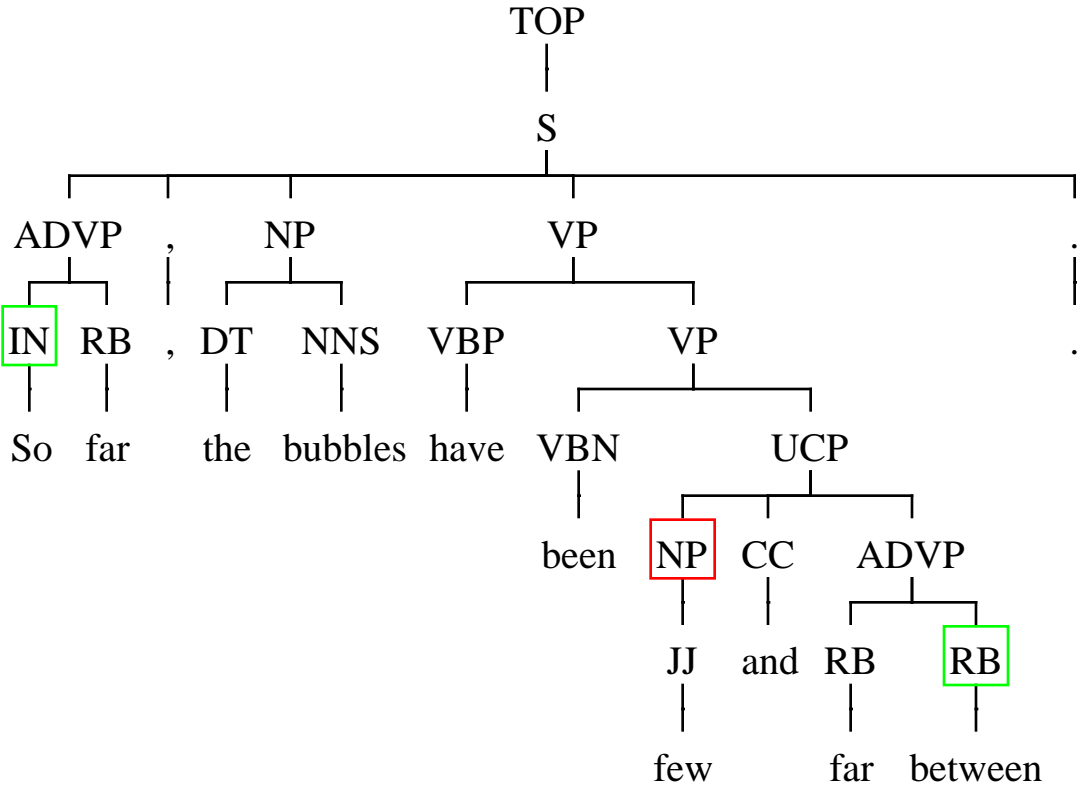 TOP
S
ADVP , NP VP .
IN RB , DT NNS VBP VP .
So far the bubbles have VBN UCP
been NP CC ADVP
JJ and RB RB
few far between